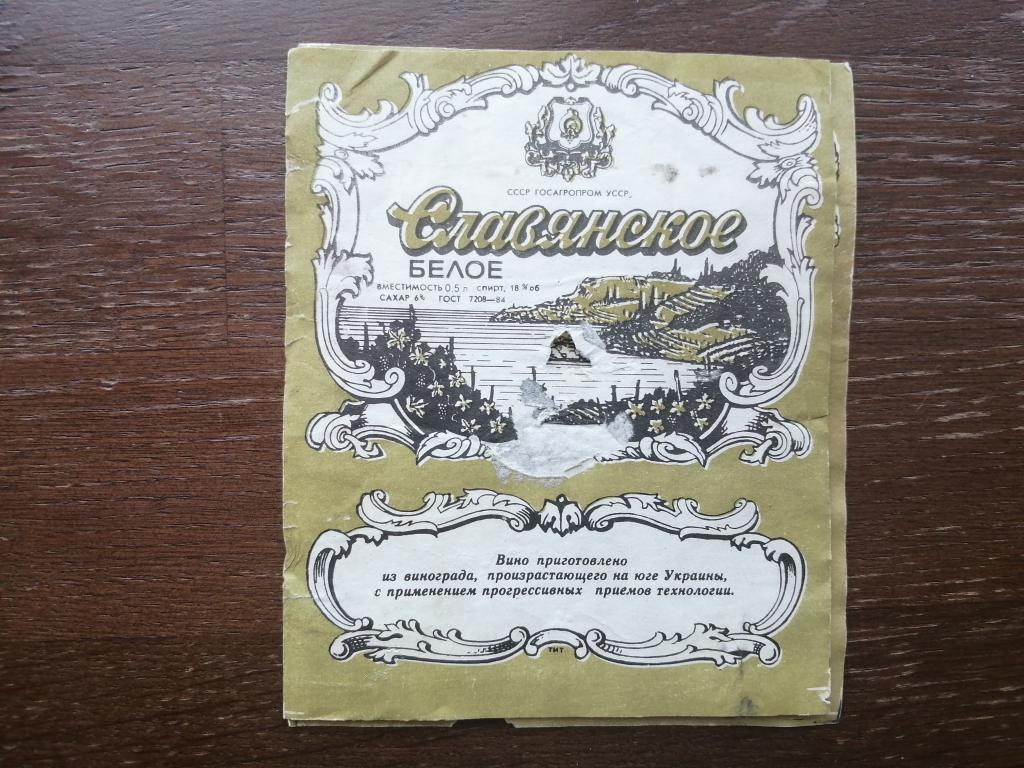 СССР ГОСАГРОПРОМ УССР
Славянское
БЕЛОЕ
ВМЕСТИМОСТЬ 0,5 л СПИРТ. 18 % об
САХАР 6% ГОСТ 7208—84
Вино приготовлено
из винограда, произрастающего на юге Украины,
с применением прогрессивных приемов технологии.
ТИТ